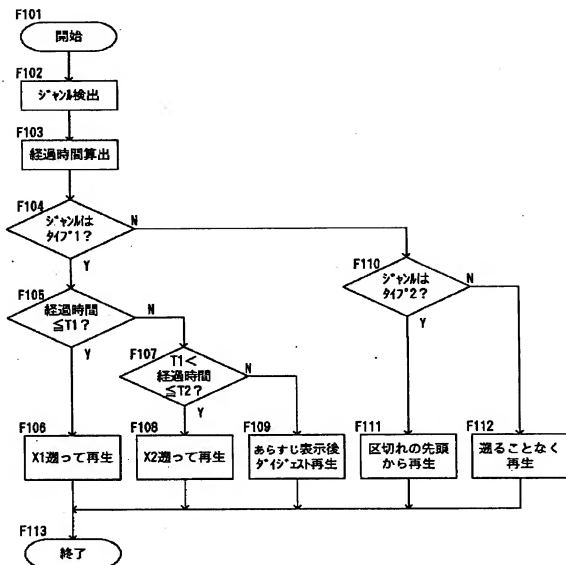 F101
開始
F102
ジャンル検出
F103
経過時間算出
F104
ジャンルは
タイプ1?
N
Y
F110
ジャンルは
タイプ2?
N
Y
F105
経過時間
≦T1?
N
Y
F107
T1<
経過時間
≦T2?
N
Y
F106
X1遡って再生
F108
X2遡って再生
F109
あらすじ表示後
ダイジェスト再生
F111
区切れの先頭
から再生
F112
遡ることなく
再生
F113
終了